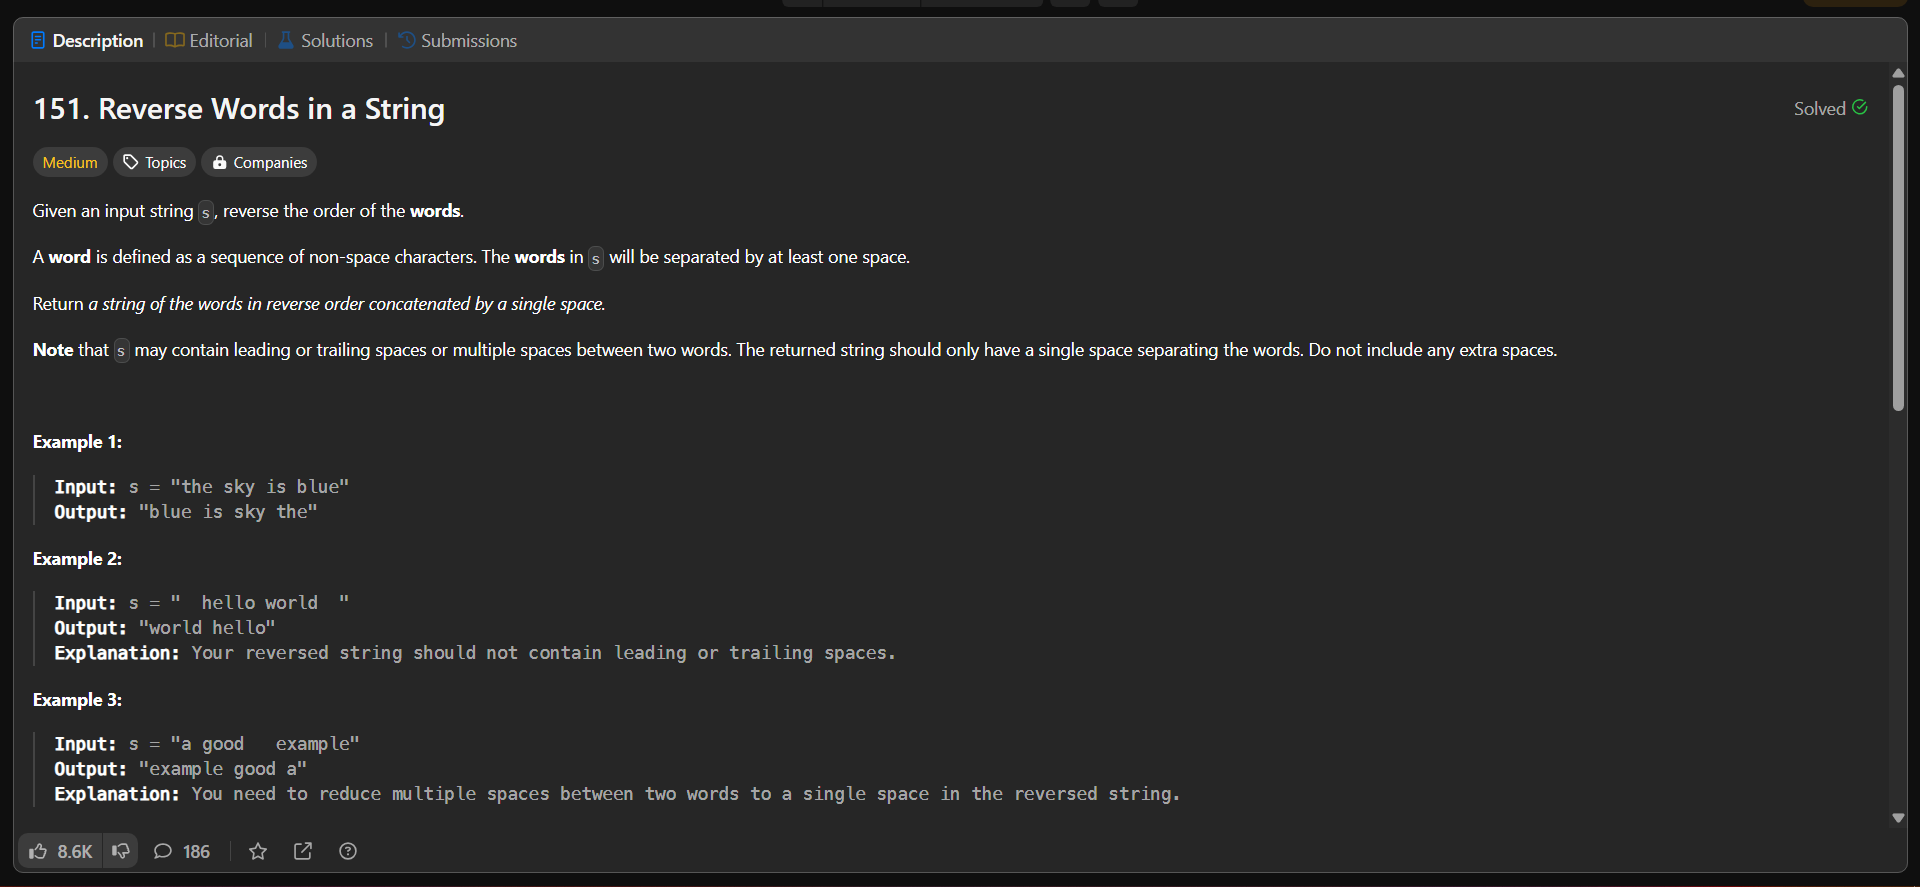 Description | Editorial | Solutions | Submissions
151. Reverse Words in a String
Solved
Medium Topics Companies
Given an input string s, reverse the order of the words.
A word is defined as a sequence of non-space characters. The words in s will be separated by at least one space.
Return a string of the words in reverse order concatenated by a single space.
Note that s may contain leading or trailing spaces or multiple spaces between two words. The returned string should only have a single space separating the words. Do not include any extra spaces.
Example 1:
Input: s = "the sky is blue"
Output: "blue is sky the"
Example 2:
Input: s = "  hello world  "
Output: "world hello"
Explanation: Your reversed string should not contain leading or trailing spaces.
Example 3:
Input: s = "a good   example"
Output: "example good a"
Explanation: You need to reduce multiple spaces between two words to a single space in the reversed string.
8.6K 186